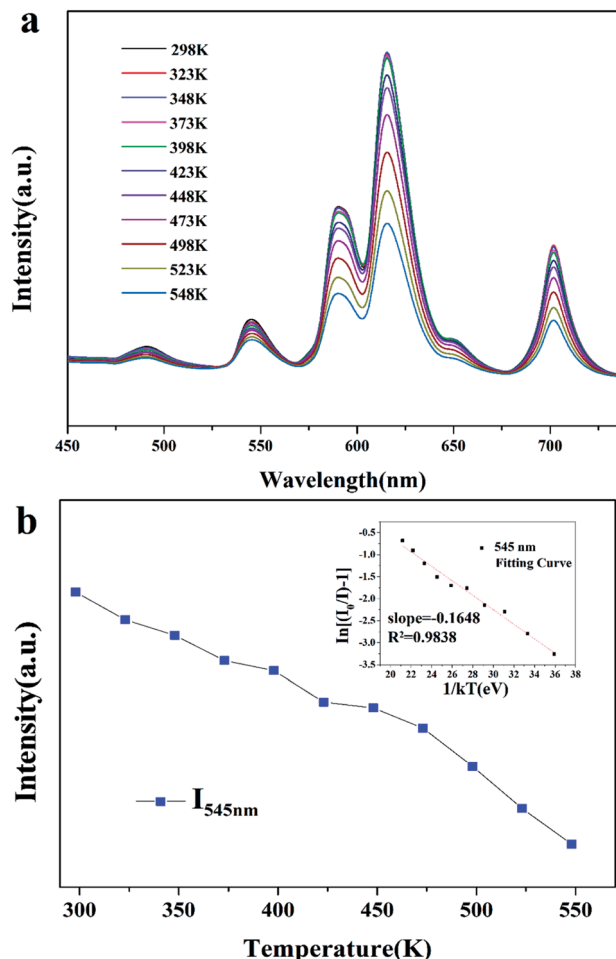 a
298K
323K
348K
373K
398K
423K
448K
473K
498K
523K
548K
Intensity(a.u.)
450 500 550 600 650 700
Wavelength(nm)
b
-0.5
-1.0
-1.5
-2.0
-2.5
-3.0
-3.5
In[(I0/I)-1]
545 nm
Fitting Curve
slope=-0.1648
R²=0.9838
20 22 24 26 28 30 32 34 36 38
1/kT(eV)
Intensity(a.u.)
I545nm
300 350 400 450 500 550
Temperature(K)